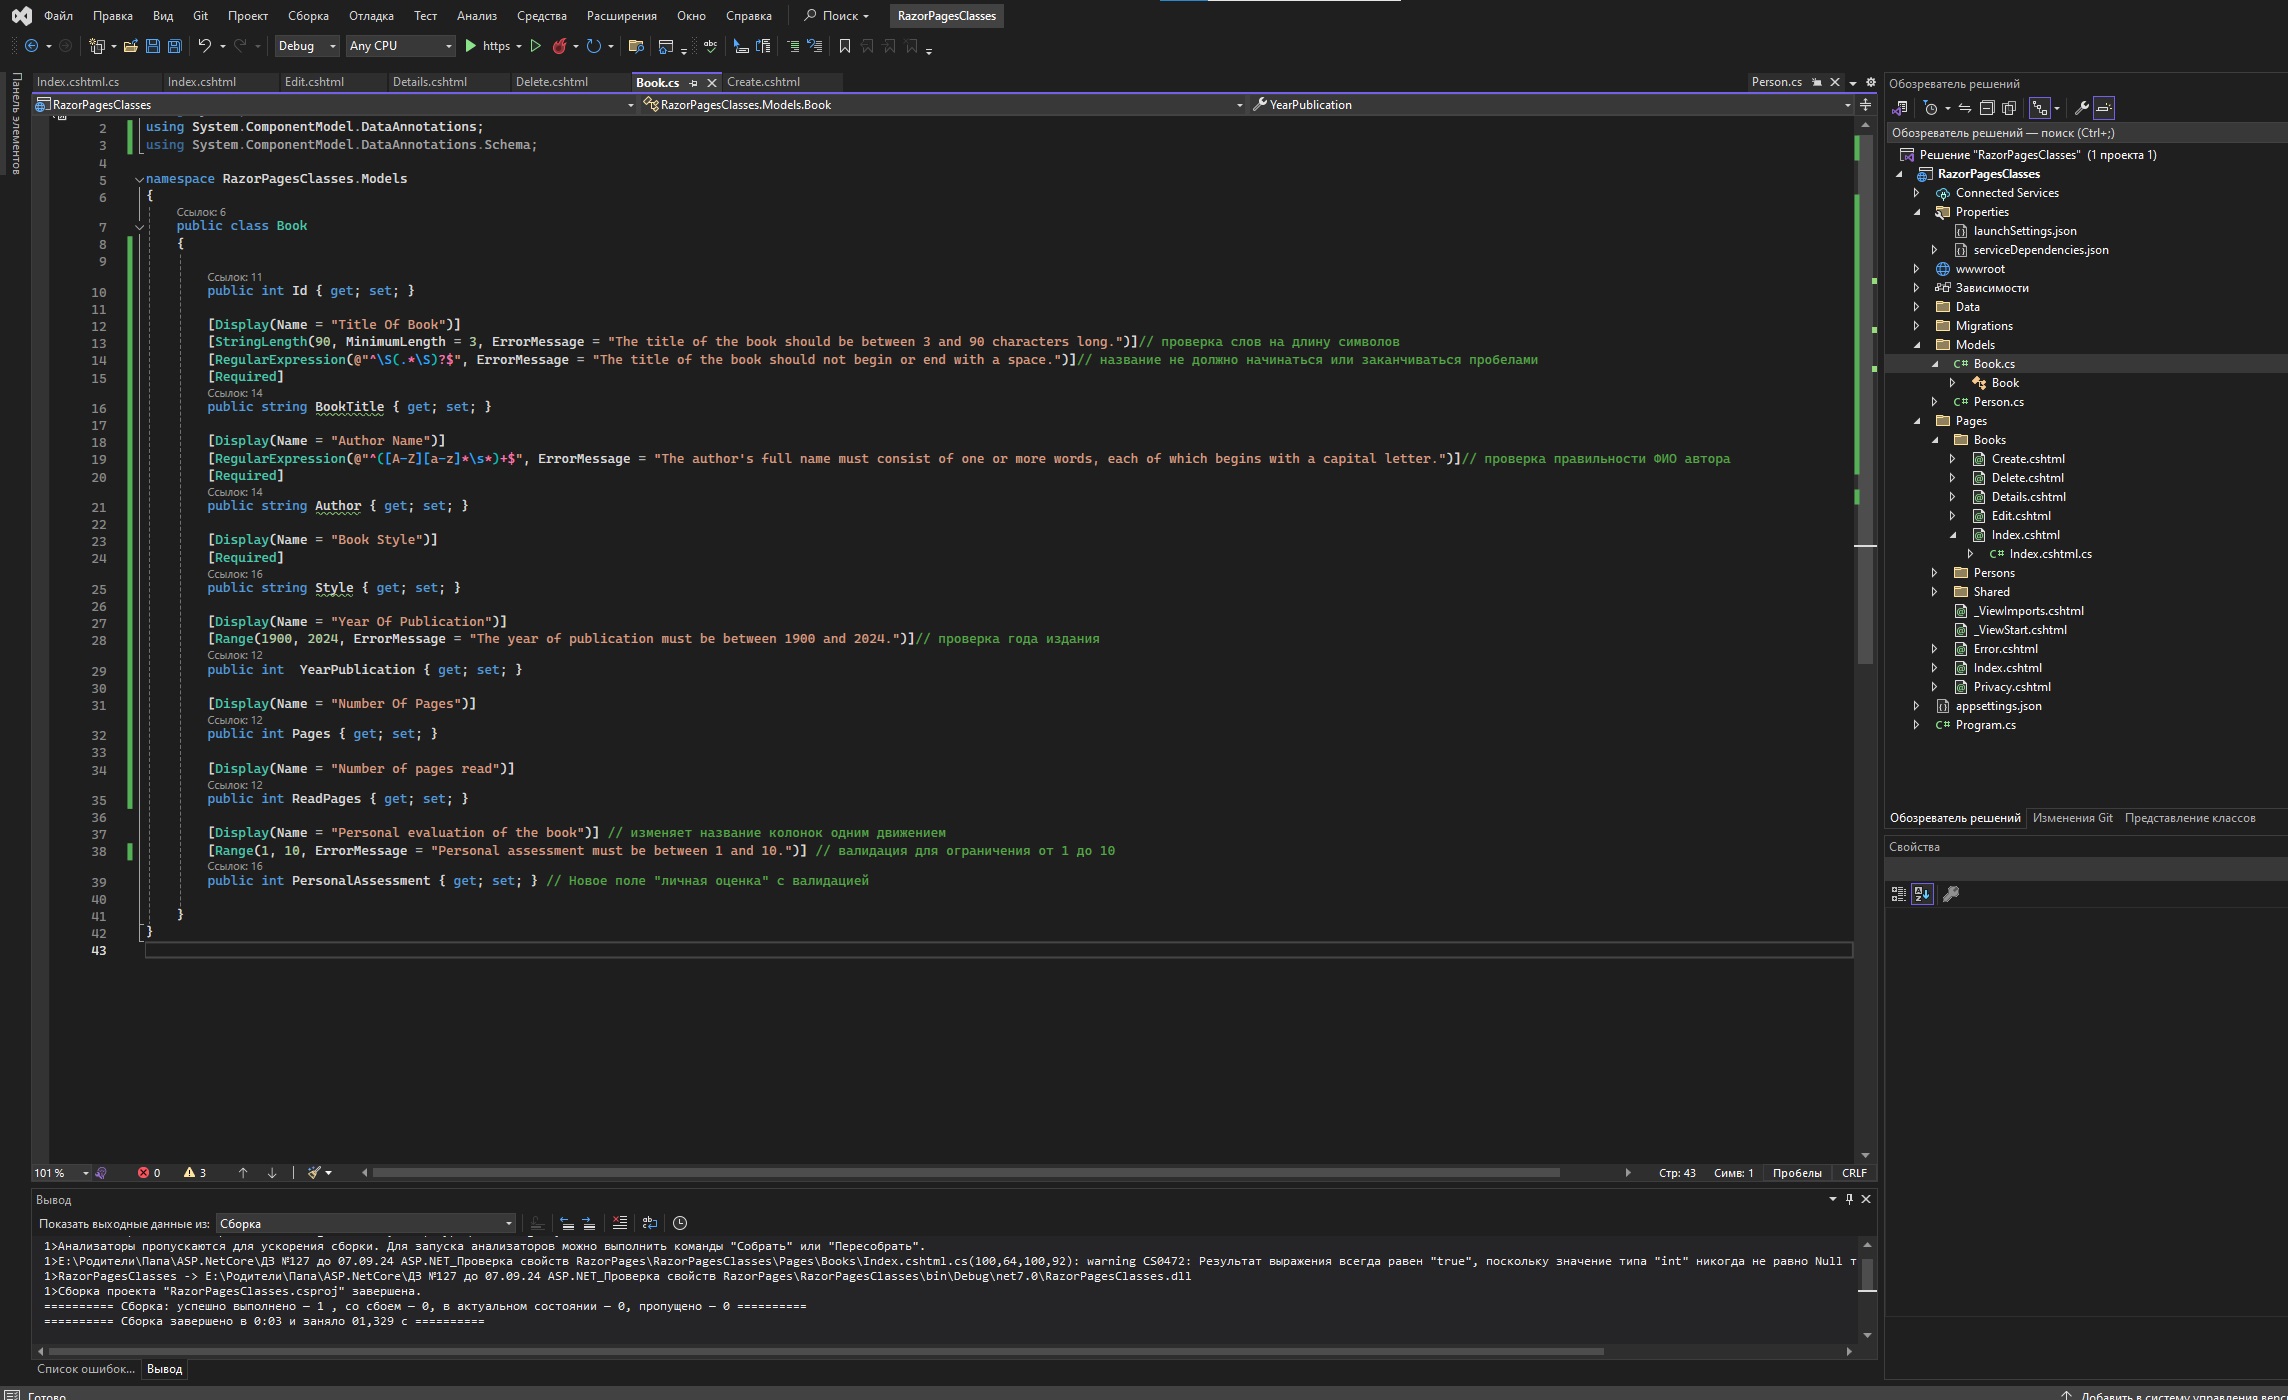 Файл Правка Вид Git Проект Сборка Отладка Тест Анализ Средства Расширения Окно Справка Поиск RazorPagesClasses
Debug Any CPU https
Панель элементов
Index.cshtml.cs Index.cshtml Edit.cshtml Details.cshtml Delete.cshtml Book.cs Create.cshtml Person.cs
RazorPagesClasses RazorPagesClasses.Models.Book YearPublication
2 using System.ComponentModel.DataAnnotations;
3 using System.ComponentModel.DataAnnotations.Schema;
4
5 namespace RazorPagesClasses.Models
6 {
Ссылок: 6
7 public class Book
8 {
9
Ссылок: 11
10 public int Id { get; set; }
11
12 [Display(Name = "Title Of Book")]
13 [StringLength(90, MinimumLength = 3, ErrorMessage = "The title of the book should be between 3 and 90 characters long.")]// проверка слов на длину символов
14 [RegularExpression(@"^\S(.*\S)?$", ErrorMessage = "The title of the book should not begin or end with a space.")]// название не должно начинаться или заканчиваться пробелами
15 [Required]
Ссылок: 14
16 public string BookTitle { get; set; }
17
18 [Display(Name = "Author Name")]
19 [RegularExpression(@"^([A-Z][a-z]*\s*)+$", ErrorMessage = "The author's full name must consist of one or more words, each of which begins with a capital letter.")]// проверка правильности ФИО автора
20 [Required]
Ссылок: 14
21 public string Author { get; set; }
22
23 [Display(Name = "Book Style")]
24 [Required]
Ссылок: 16
25 public string Style { get; set; }
26
27 [Display(Name = "Year Of Publication")]
28 [Range(1900, 2024, ErrorMessage = "The year of publication must be between 1900 and 2024.")]// проверка года издания
Ссылок: 12
29 public int  YearPublication { get; set; }
30
31 [Display(Name = "Number Of Pages")]
Ссылок: 12
32 public int Pages { get; set; }
33
34 [Display(Name = "Number of pages read")]
Ссылок: 12
35 public int ReadPages { get; set; }
36
37 [Display(Name = "Personal evaluation of the book")] // изменяет название колонок одним движением
38 [Range(1, 10, ErrorMessage = "Personal assessment must be between 1 and 10.")] // валидация для ограничения от 1 до 10
Ссылок: 16
39 public int PersonalAssessment { get; set; } // Новое поле "личная оценка" с валидацией
40
41 }
42 }
43
101 % 0 3 Стр: 43 Симв: 1 Пробелы CRLF
Вывод
Показать выходные данные из: Сборка
1>Анализаторы пропускаются для ускорения сборки. Для запуска анализаторов можно выполнить команды "Собрать" или "Пересобрать".
1>E:\Родители\Папа\ASP.NetCore\ДЗ №127 до 07.09.24 ASP.NET_Проверка свойств RazorPages\RazorPagesClasses\Pages\Books\Index.cshtml.cs(100,64,100,92): warning CS0472: Результат выражения всегда равен "true", поскольку значение типа "int" никогда не равно Null т
1>RazorPagesClasses -> E:\Родители\Папа\ASP.NetCore\ДЗ №127 до 07.09.24 ASP.NET_Проверка свойств RazorPages\RazorPagesClasses\bin\Debug\net7.0\RazorPagesClasses.dll
1>Сборка проекта "RazorPagesClasses.csproj" завершена.
========== Сборка: успешно выполнено — 1 , со сбоем — 0, в актуальном состоянии — 0, пропущено — 0 ==========
========== Сборка завершено в 0:03 и заняло 01,329 с ==========
Список ошибок... Вывод
Готово
Обозреватель решений
Обозреватель решений — поиск (Ctrl+;)
Решение "RazorPagesClasses" (1 проекта 1)
RazorPagesClasses
Connected Services
Properties
launchSettings.json
serviceDependencies.json
wwwroot
Зависимости
Data
Migrations
Models
C# Book.cs
Book
C# Person.cs
Pages
Books
Create.cshtml
Delete.cshtml
Details.cshtml
Edit.cshtml
Index.cshtml
C# Index.cshtml.cs
Persons
Shared
_ViewImports.cshtml
_ViewStart.cshtml
Error.cshtml
Index.cshtml
Privacy.cshtml
appsettings.json
C# Program.cs
Обозреватель решений Изменения Git Представление классов
Свойства
Добавить в систему управления верс